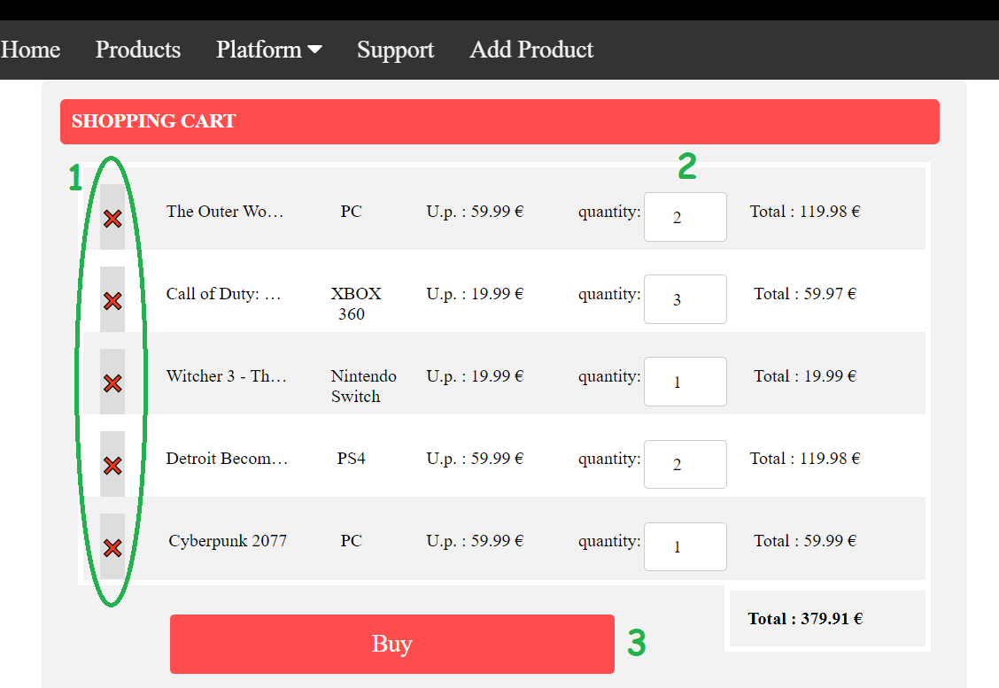 Home Products Platform Support Add Product
SHOPPING CART
1
2
The Outer Wo… PC U.p. : 59.99 € quantity: 2 Total : 119.98 €
Call of Duty: … XBOX 360 U.p. : 19.99 € quantity: 3 Total : 59.97 €
Witcher 3 - Th… Nintendo Switch U.p. : 19.99 € quantity: 1 Total : 19.99 €
Detroit Becom… PS4 U.p. : 59.99 € quantity: 2 Total : 119.98 €
Cyberpunk 2077 PC U.p. : 59.99 € quantity: 1 Total : 59.99 €
Total : 379.91 €
Buy
3